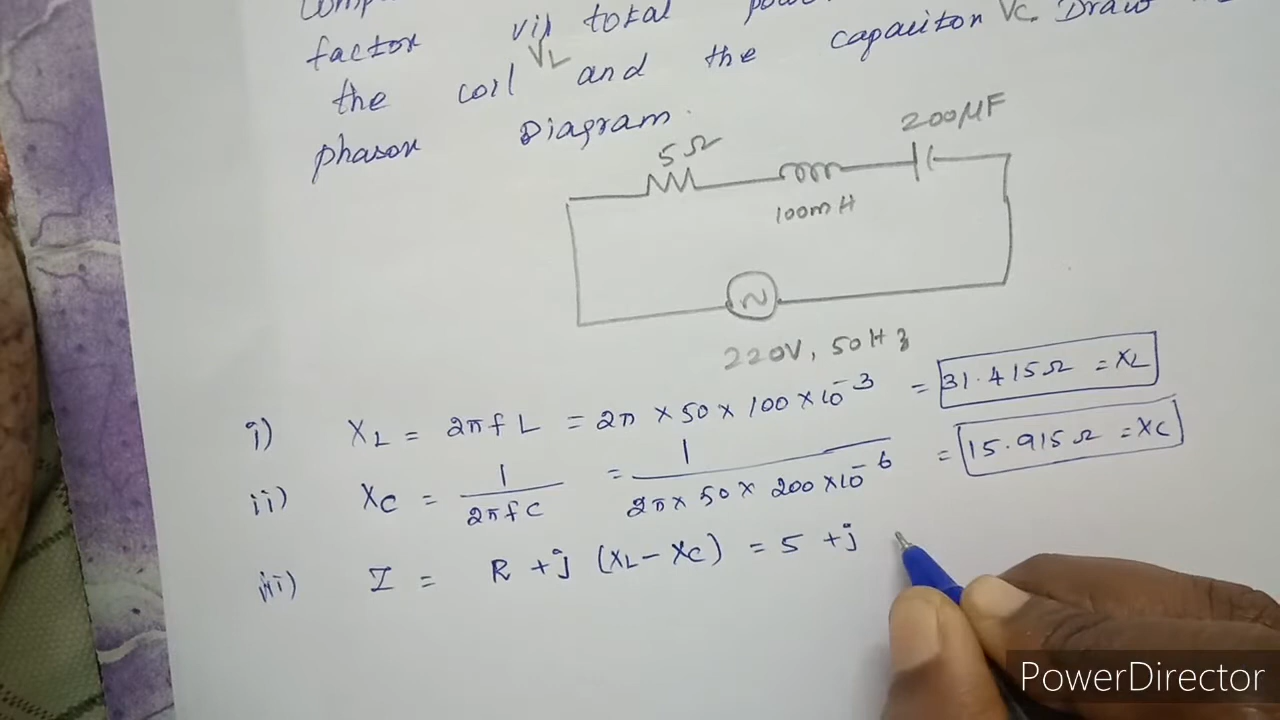 factor vii) total
the coil VL and the capacitor VC. Draw
phasor Diagram.
5Ω
200μF
100mH
220V, 50Hz
i) XL = 2πfL = 2π × 50 × 100 × 10⁻³ = 31.415Ω = XL
ii) XC = 1/2πfC = 1/2π × 50 × 200 × 10⁻⁶ = 15.915Ω = XC
iii) Z = R + j (XL - XC) = 5 + j
PowerDirector